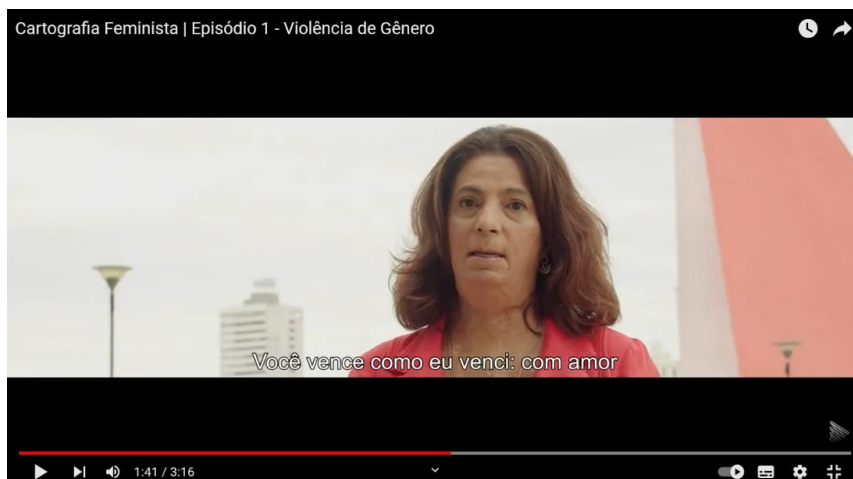 Cartografia Feminista | Episódio 1 - Violência de Gênero
Você vence como eu venci: com amor
1:41 / 3:16